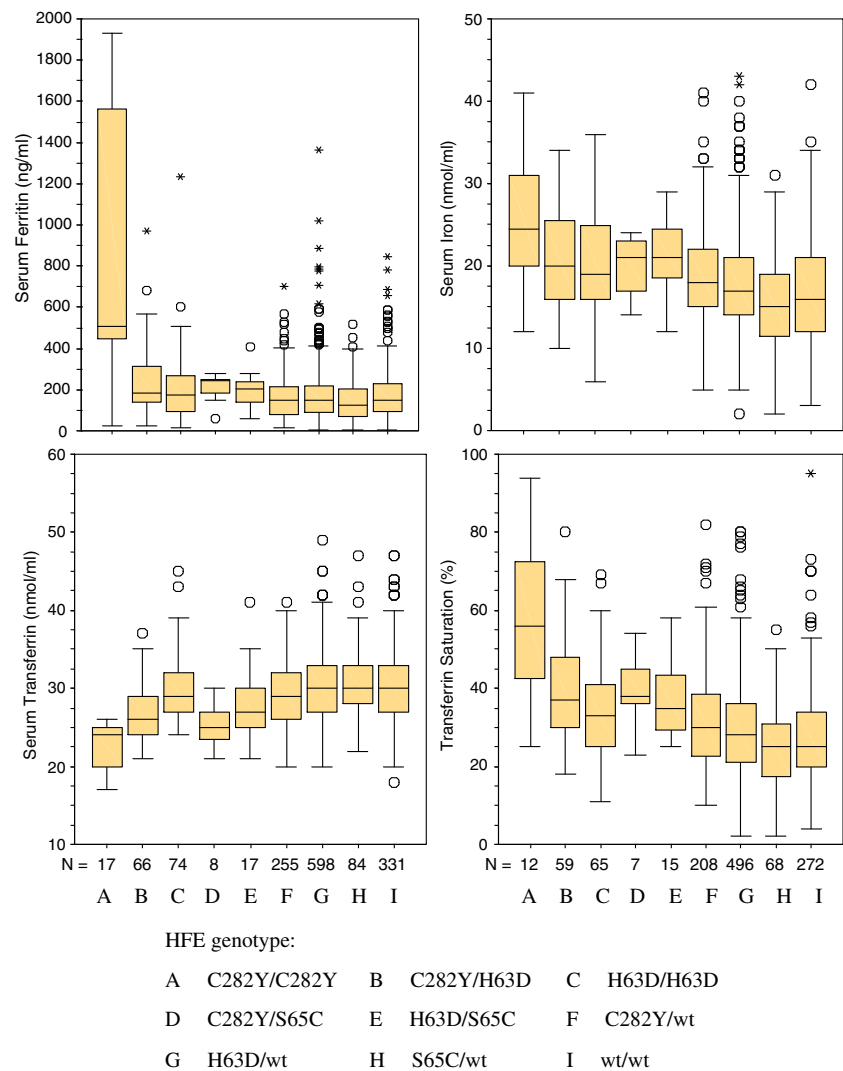 Serum Ferritin (ng/ml)
2000
1800
1600
1400
1200
1000
800
600
400
200
0
Serum Iron (nmol/ml)
50
40
30
20
10
0
Serum Transferrin (nmol/ml)
60
50
40
30
20
10
N = 17 66 74 8 17 255 598 84 331
A B C D E F G H I
Transferrin Saturation (%)
100
80
60
40
20
0
N = 12 59 65 7 15 208 496 68 272
A B C D E F G H I
HFE genotype:
A C282Y/C282Y B C282Y/H63D C H63D/H63D
D C282Y/S65C E H63D/S65C F C282Y/wt
G H63D/wt H S65C/wt I wt/wt